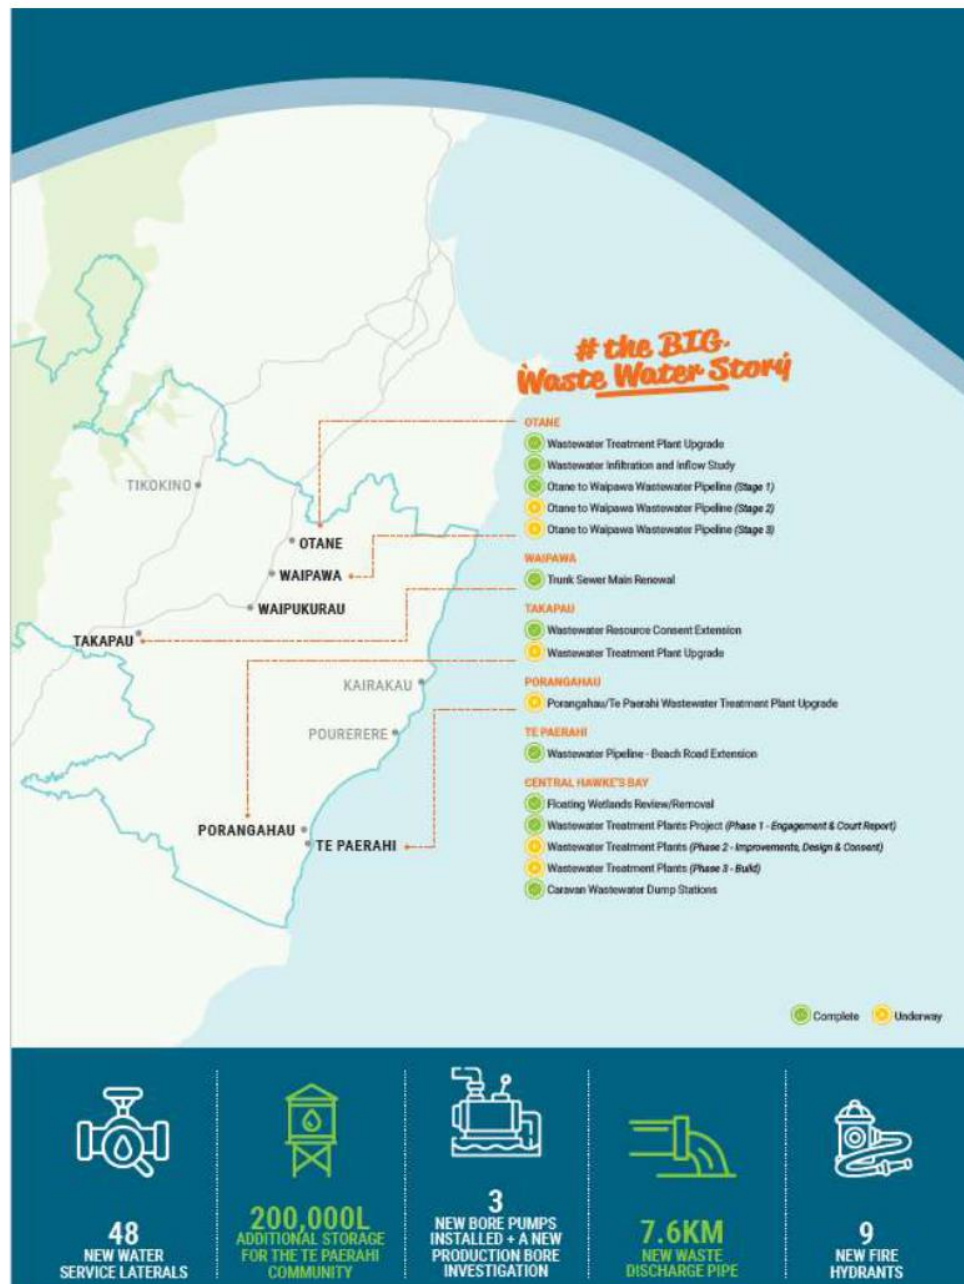 # the BIG.
Waste Water Story
OTANE
Wastewater Treatment Plant Upgrade
Wastewater Infiltration and Inflow Study
Otane to Waipawa Wastewater Pipeline (Stage 1)
Otane to Waipawa Wastewater Pipeline (Stage 2)
Otane to Waipawa Wastewater Pipeline (Stage 3)
WAIPAWA
Trunk Sewer Main Renewal
TAKAPAU
Wastewater Resource Consent Extension
Wastewater Treatment Plant Upgrade
PORANGAHAU
Porangahau/Te Paerahi Wastewater Treatment Plant Upgrade
TE PAERAHI
Wastewater Pipeline - Beach Road Extension
CENTRAL HAWKE'S BAY
Floating Wetlands Review/Removal
Wastewater Treatment Plants Project (Phase 1 - Engagement & Court Report)
Wastewater Treatment Plants (Phase 2 - Improvements, Design & Consent)
Wastewater Treatment Plants (Phase 3 - Build)
Caravan Wastewater Dump Stations
TIKOKINO
OTANE
WAIPAWA
WAIPUKURAU
TAKAPAU
KAIRAKAU
POURERERE
PORANGAHAU
TE PAERAHI
Complete
Underway
48
NEW WATER
SERVICE LATERALS
200,000L
ADDITIONAL STORAGE
FOR THE TE PAERAHI
COMMUNITY
3
NEW BORE PUMPS
INSTALLED + A NEW
PRODUCTION BORE
INVESTIGATION
7.6KM
NEW WASTE
DISCHARGE PIPE
9
NEW FIRE
HYDRANTS